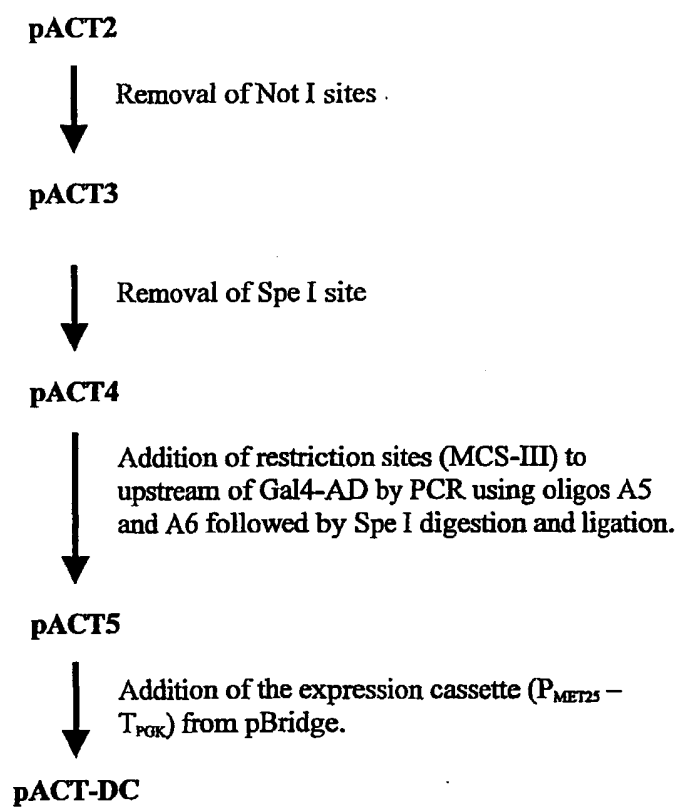 pACT2
Removal of Not I sites
pACT3
Removal of Spe I site
pACT4
Addition of restriction sites (MCS-III) to
upstream of Gal4-AD by PCR using oligos A5
and A6 followed by Spe I digestion and ligation.
pACT5
Addition of the expression cassette (PMET25 –
TPGK) from pBridge.
pACT-DC